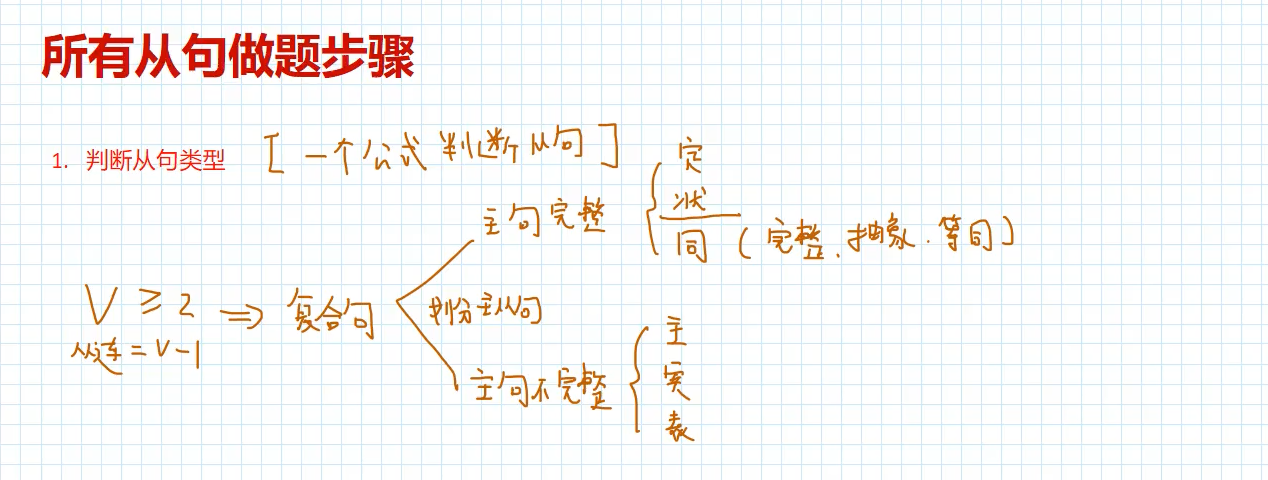 所有从句做题步骤
1. 判断从句类型 [一个公式判断从句]
定
主句完整 状
同 (完整、抽象、等同)
V ≥ 2 ⇒ 复合句 划分主从句
从连 = V - 1
主
主句不完整 宾
表